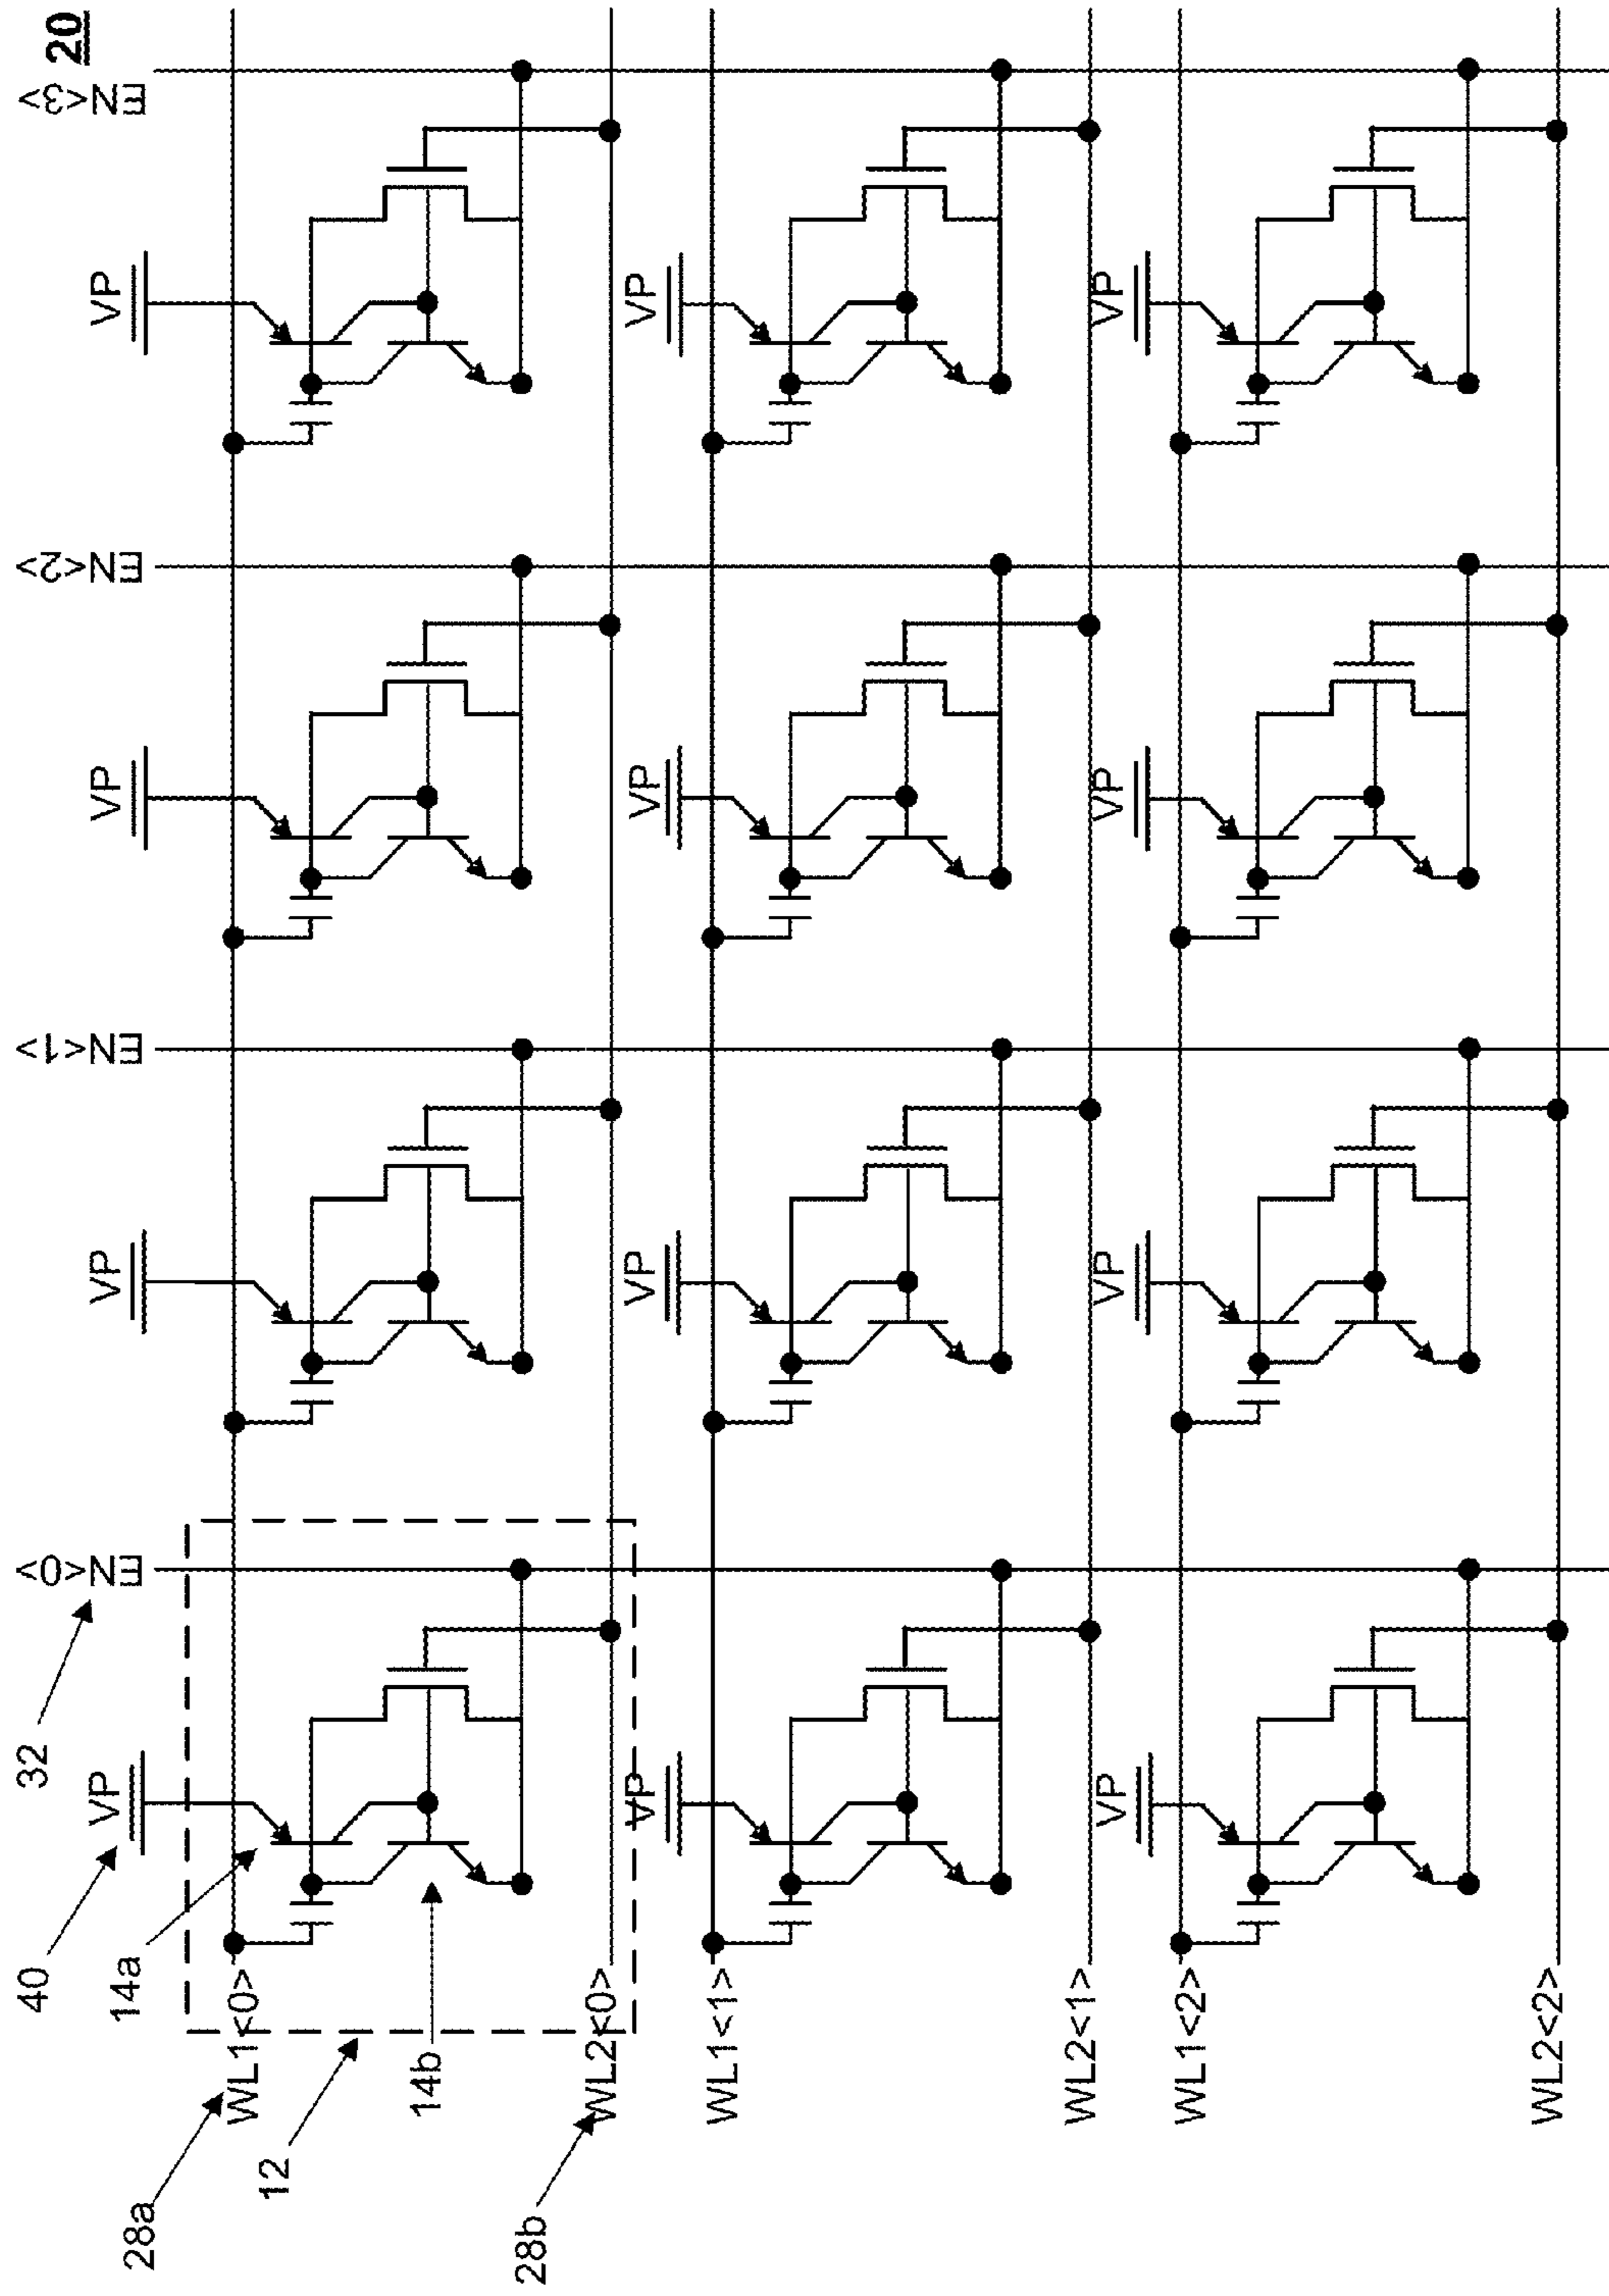 20
EN<0>
EN<1>
EN<2>
EN<3>
32
40
VP
VP
VP
VP
14a
14b
12
28a
WL1<0>
28b
WL2<0>
VP
VP
VP
VP
WL1<1>
WL2<1>
VP
VP
VP
VP
WL1<2>
WL2<2>